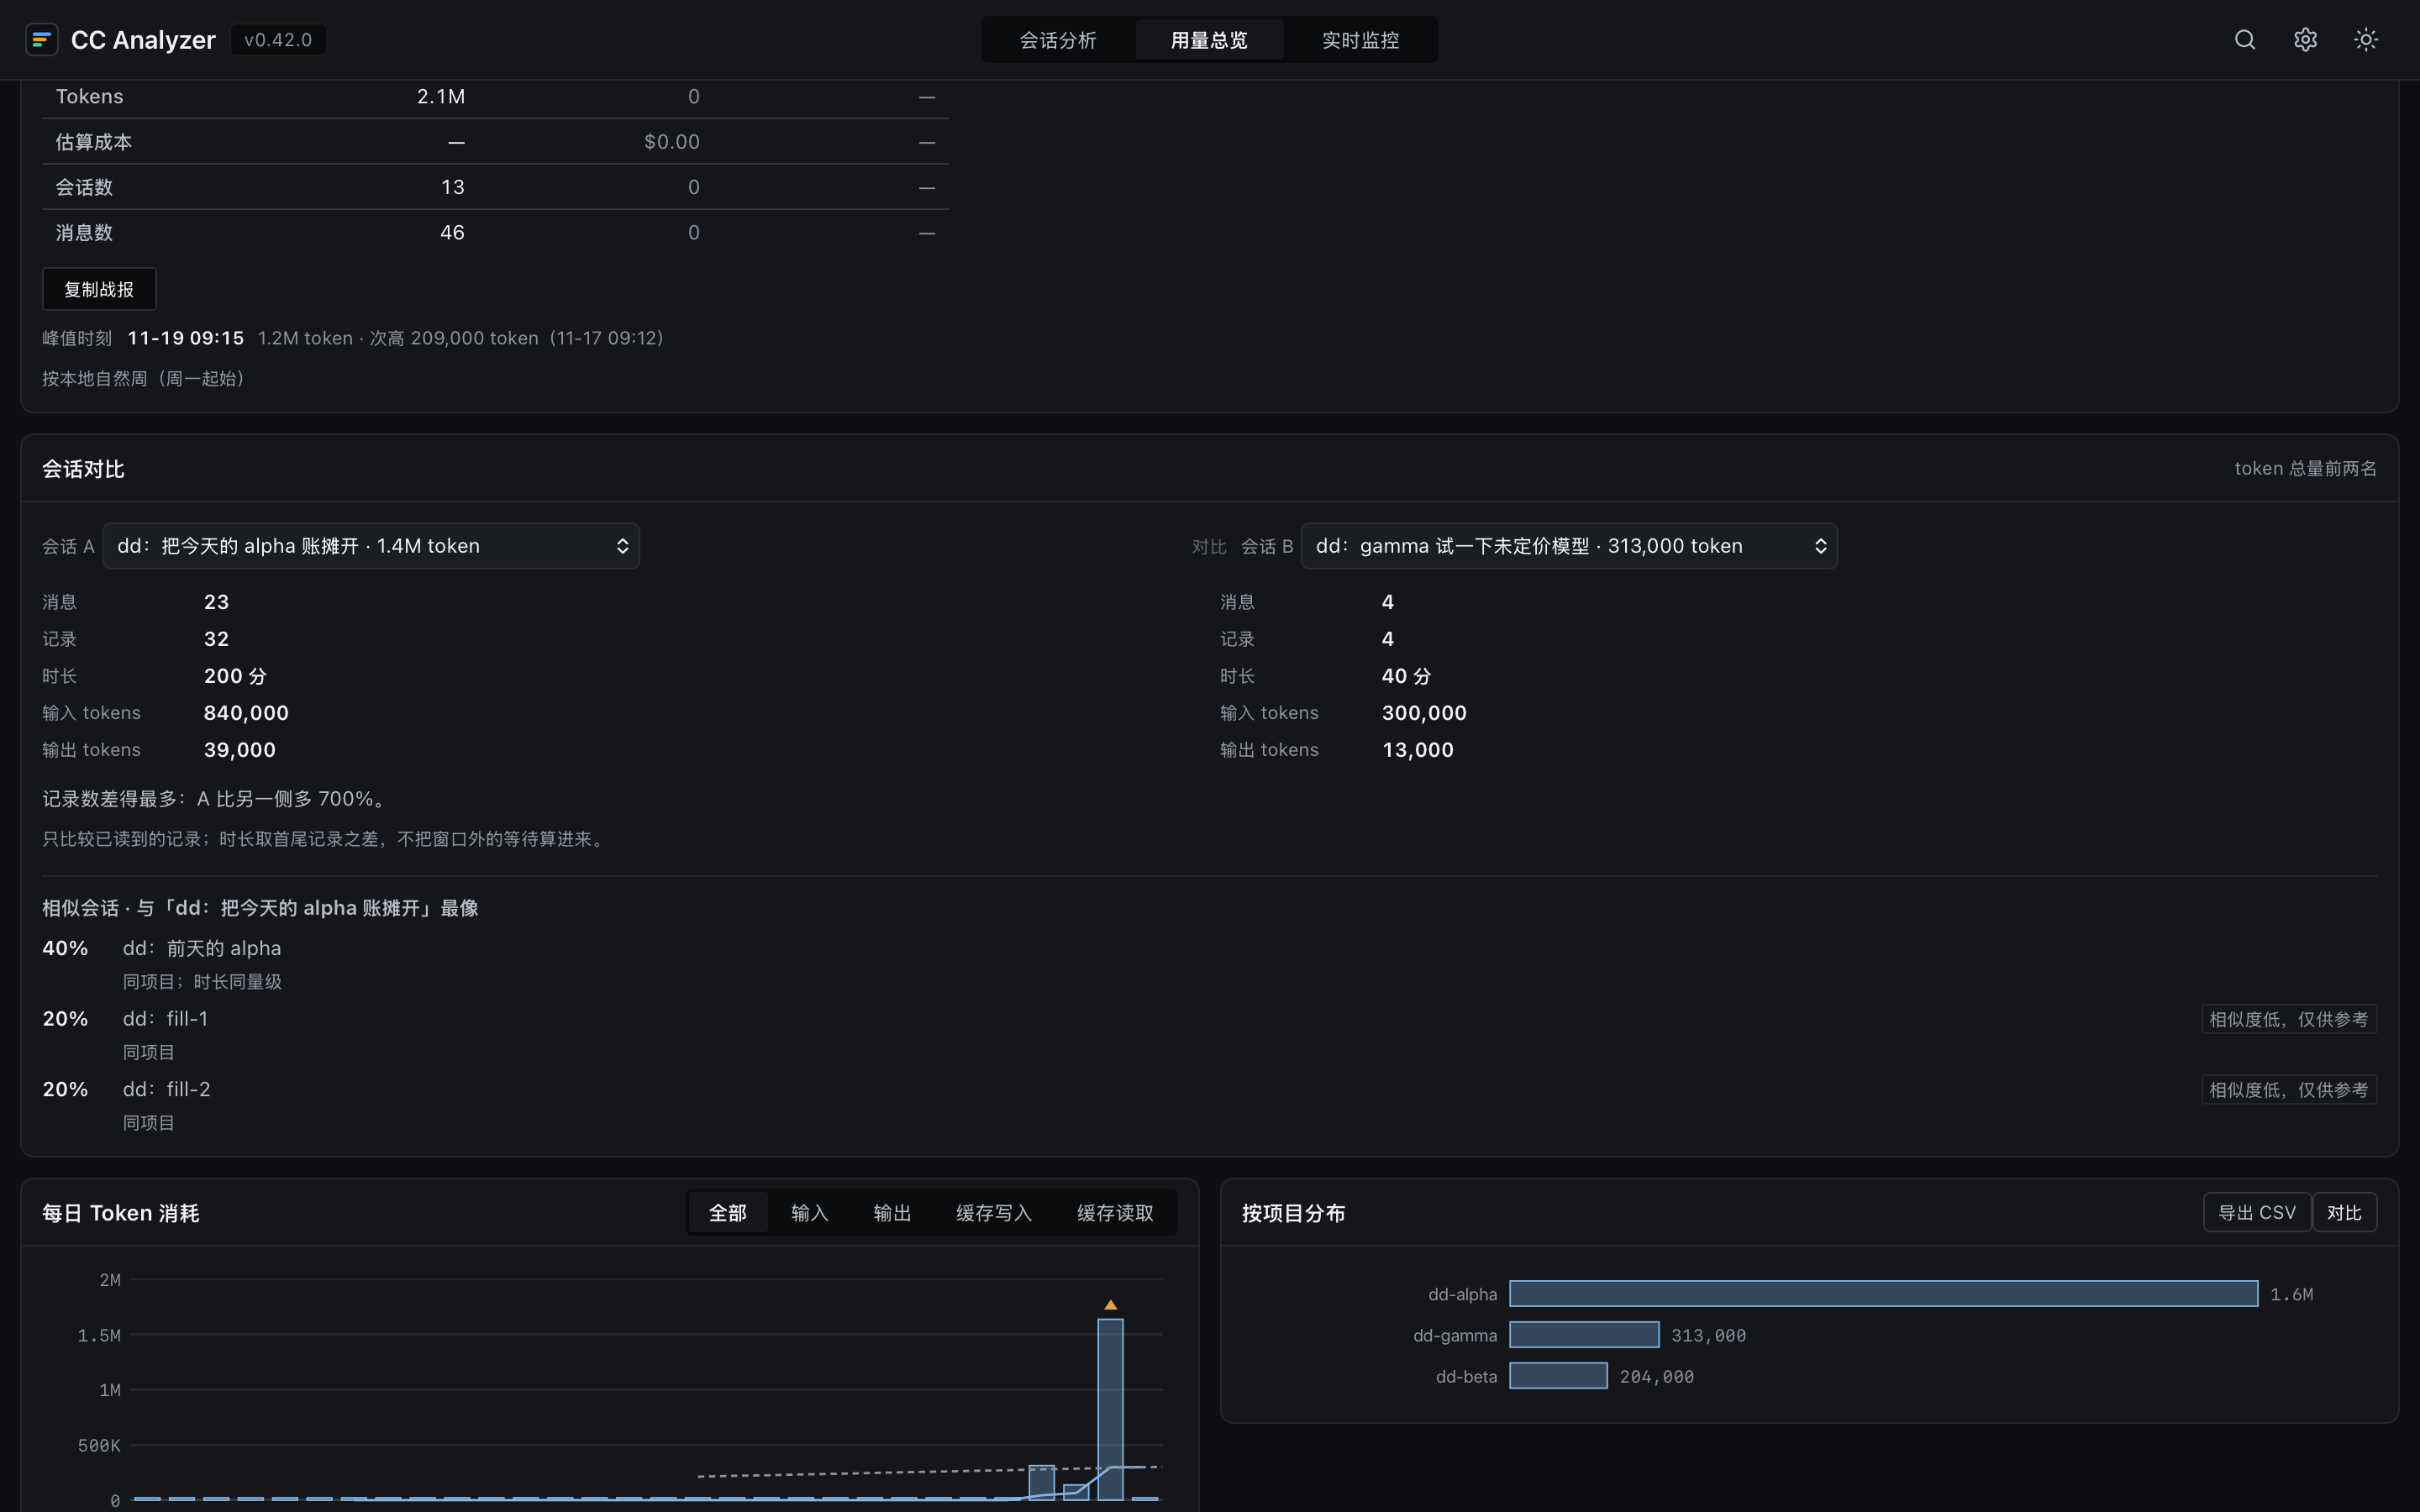 CC Analyzer v0.42.0 会话分析 用量总览 实时监控
Tokens 2.1M 0 —
估算成本 — $0.00 —
会话数 13 0 —
消息数 46 0 —
复制战报
峰值时刻 11-19 09:15 1.2M token · 次高 209,000 token（11-17 09:12）
按本地自然周（周一起始）
会话对比 token 总量前两名
会话 A dd：把今天的 alpha 账摊开 · 1.4M token 对比 会话 B dd：gamma 试一下未定价模型 · 313,000 token
消息 23 消息 4
记录 32 记录 4
时长 200 分 时长 40 分
输入 tokens 840,000 输入 tokens 300,000
输出 tokens 39,000 输出 tokens 13,000
记录数差得最多：A 比另一侧多 700%。
只比较已读到的记录；时长取首尾记录之差，不把窗口外的等待算进来。
相似会话 · 与「dd：把今天的 alpha 账摊开」最像
40% dd：前天的 alpha
同项目；时长同量级
20% dd：fill-1 相似度低，仅供参考
同项目
20% dd：fill-2 相似度低，仅供参考
同项目
每日 Token 消耗 全部 输入 输出 缓存写入 缓存读取
2M
1.5M
1M
500K
0
按项目分布 导出 CSV 对比
dd-alpha 1.6M
dd-gamma 313,000
dd-beta 204,000